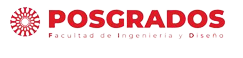 POSGRADOS
Facultad de Ingeniería y Diseño